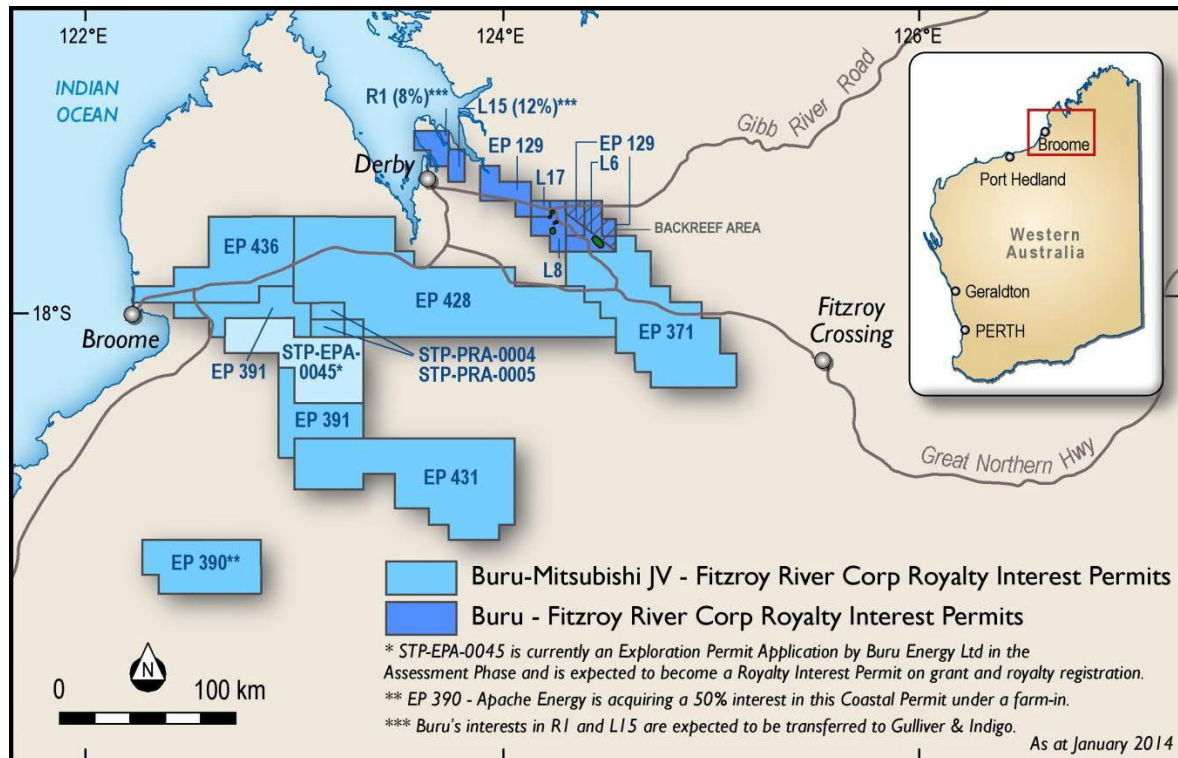 122°E
124°E
126°E
INDIAN
OCEAN
R1 (8%)***
L15 (12%)***
Gibb River Road
EP 129
EP 129
L6
L17
Derby
BACKREEF AREA
L8
EP 436
EP 428
EP 371
18°S
Broome
Fitzroy
Crossing
EP 391
STP-EPA-
0045*
STP-PRA-0004
STP-PRA-0005
EP 391
EP 431
Great Northern Hwy
EP 390**
Broome
Port Hedland
Western
Australia
Geraldton
PERTH
Buru-Mitsubishi JV - Fitzroy River Corp Royalty Interest Permits
Buru - Fitzroy River Corp Royalty Interest Permits
* STP-EPA-0045 is currently an Exploration Permit Application by Buru Energy Ltd in the
Assessment Phase and is expected to become a Royalty Interest Permit on grant and royalty registration.
** EP 390 - Apache Energy is acquiring a 50% interest in this Coastal Permit under a farm-in.
*** Buru's interests in R1 and L15 are expected to be transferred to Gulliver & Indigo.
As at January 2014
N
0 100 km